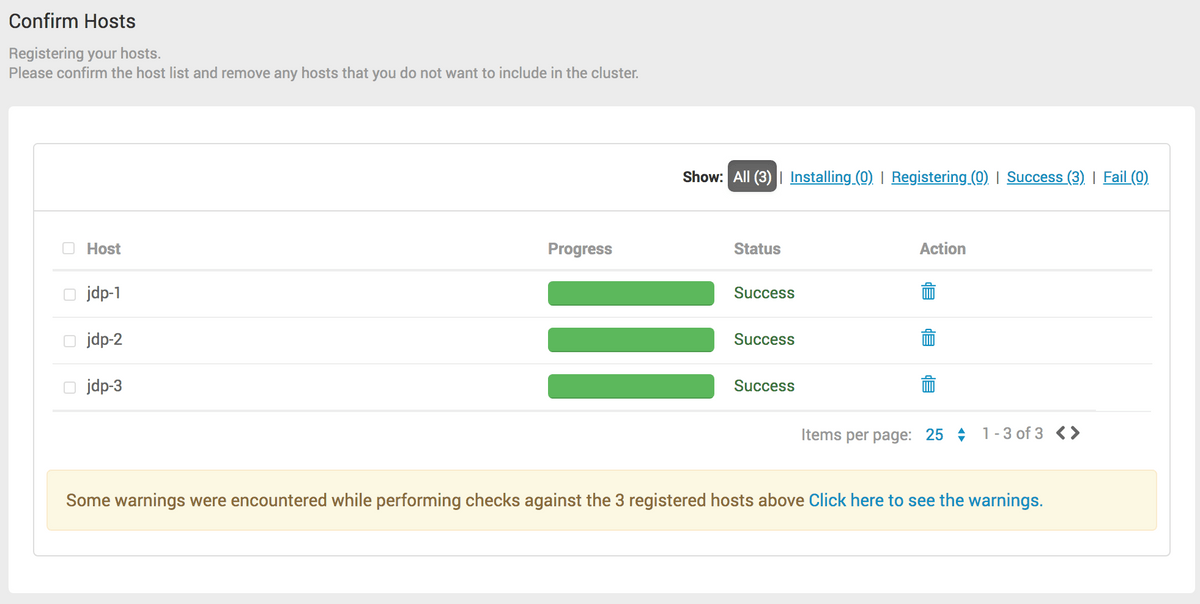 Confirm Hosts
Registering your hosts.
Please confirm the host list and remove any hosts that you do not want to include in the cluster.
Show: All (3) | Installing (0) | Registering (0) | Success (3) | Fail (0)
Host Progress Status Action
jdp-1 Success
jdp-2 Success
jdp-3 Success
Items per page: 25 1 - 3 of 3
Some warnings were encountered while performing checks against the 3 registered hosts above Click here to see the warnings.